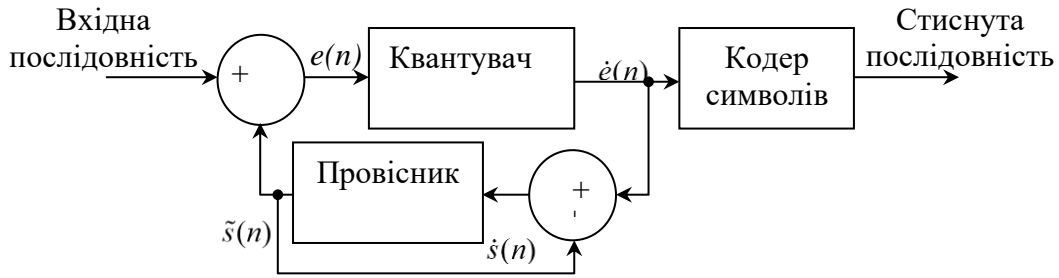 Вхідна
послідовність
+
e(n)
Квантувач
ė(n)
Кодер
символів
Стиснута
послідовність
Провісник
+
s̃(n)
ṡ(n)